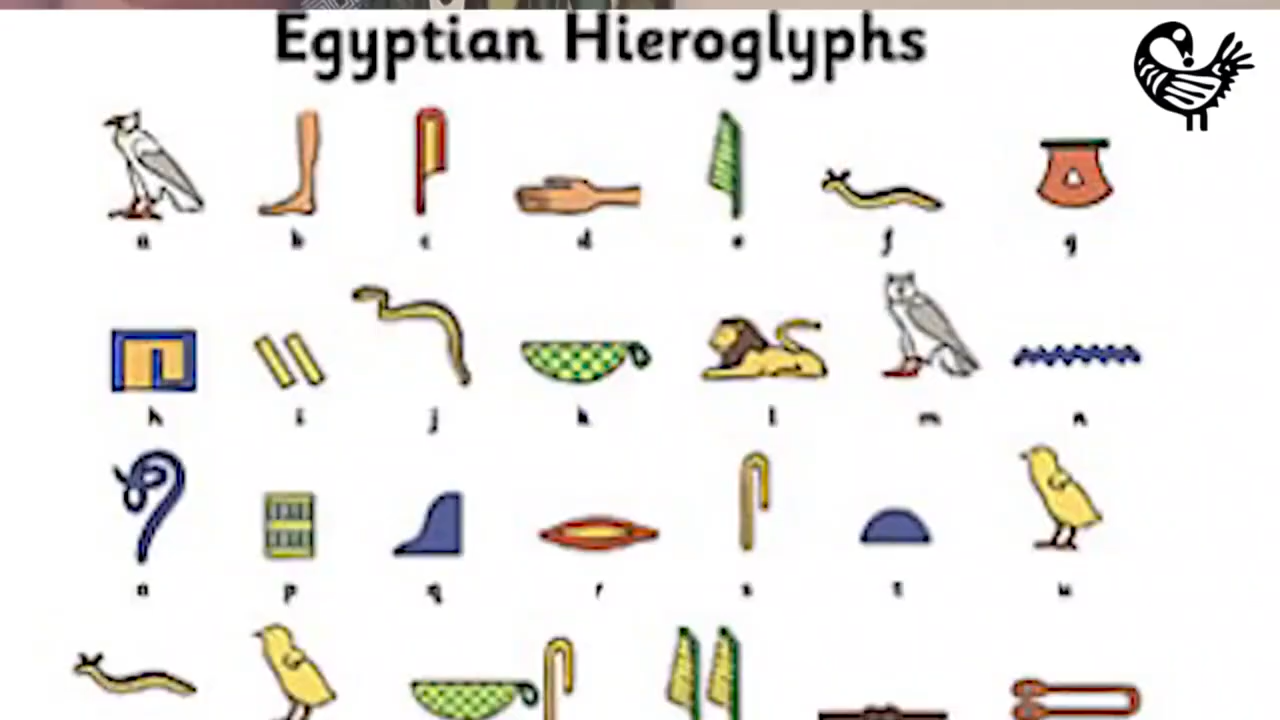 Egyptian Hieroglyphs
a b c d e f g
h i j k l m n
o p q r s t u